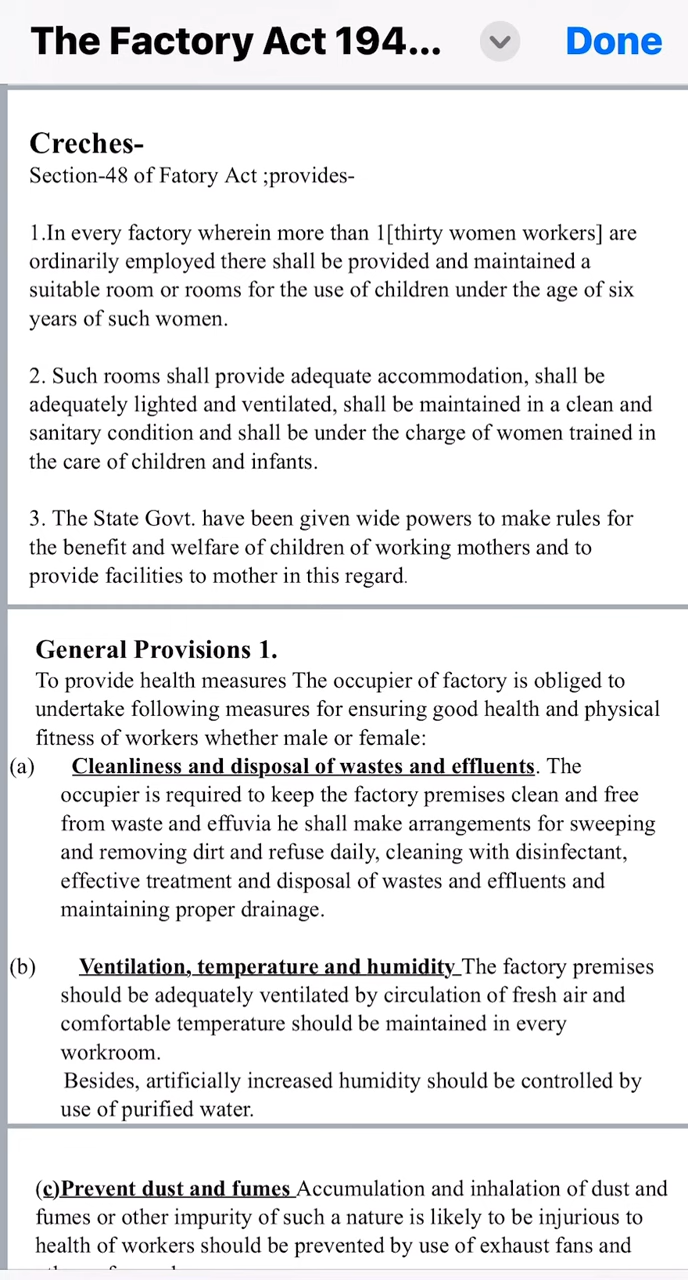 The Factory Act 194...
Done
Creches-
Section-48 of Fatory Act ;provides-
1.In every factory wherein more than 1[thirty women workers] are
ordinarily employed there shall be provided and maintained a
suitable room or rooms for the use of children under the age of six
years of such women.
2. Such rooms shall provide adequate accommodation, shall be
adequately lighted and ventilated, shall be maintained in a clean and
sanitary condition and shall be under the charge of women trained in
the care of children and infants.
3. The State Govt. have been given wide powers to make rules for
the benefit and welfare of children of working mothers and to
provide facilities to mother in this regard.
General Provisions 1.
To provide health measures The occupier of factory is obliged to
undertake following measures for ensuring good health and physical
fitness of workers whether male or female:
(a) Cleanliness and disposal of wastes and effluents. The
occupier is required to keep the factory premises clean and free
from waste and effuvia he shall make arrangements for sweeping
and removing dirt and refuse daily, cleaning with disinfectant,
effective treatment and disposal of wastes and effluents and
maintaining proper drainage.
(b) Ventilation, temperature and humidity The factory premises
should be adequately ventilated by circulation of fresh air and
comfortable temperature should be maintained in every
workroom.
Besides, artificially increased humidity should be controlled by
use of purified water.
(c)Prevent dust and fumes Accumulation and inhalation of dust and
fumes or other impurity of such a nature is likely to be injurious to
health of workers should be prevented by use of exhaust fans and